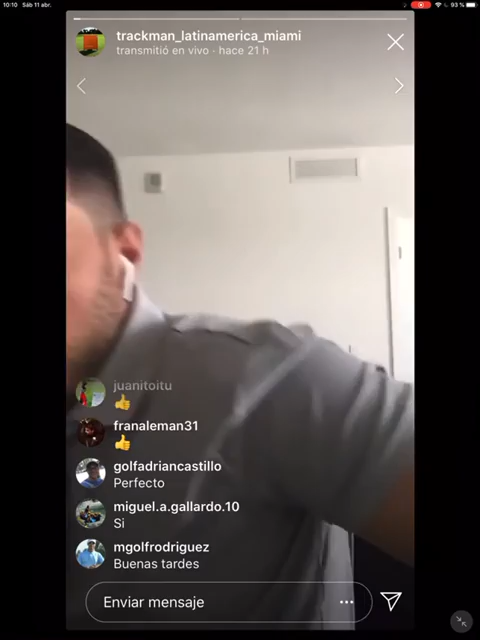 10:10 Sáb 11 abr.
93 %
trackman_latinamerica_miami
transmitió en vivo · hace 21 h
juanitoitu
franaleman31
golfadriancastillo
Perfecto
miguel.a.gallardo.10
Si
mgolfrodriguez
Buenas tardes
Enviar mensaje